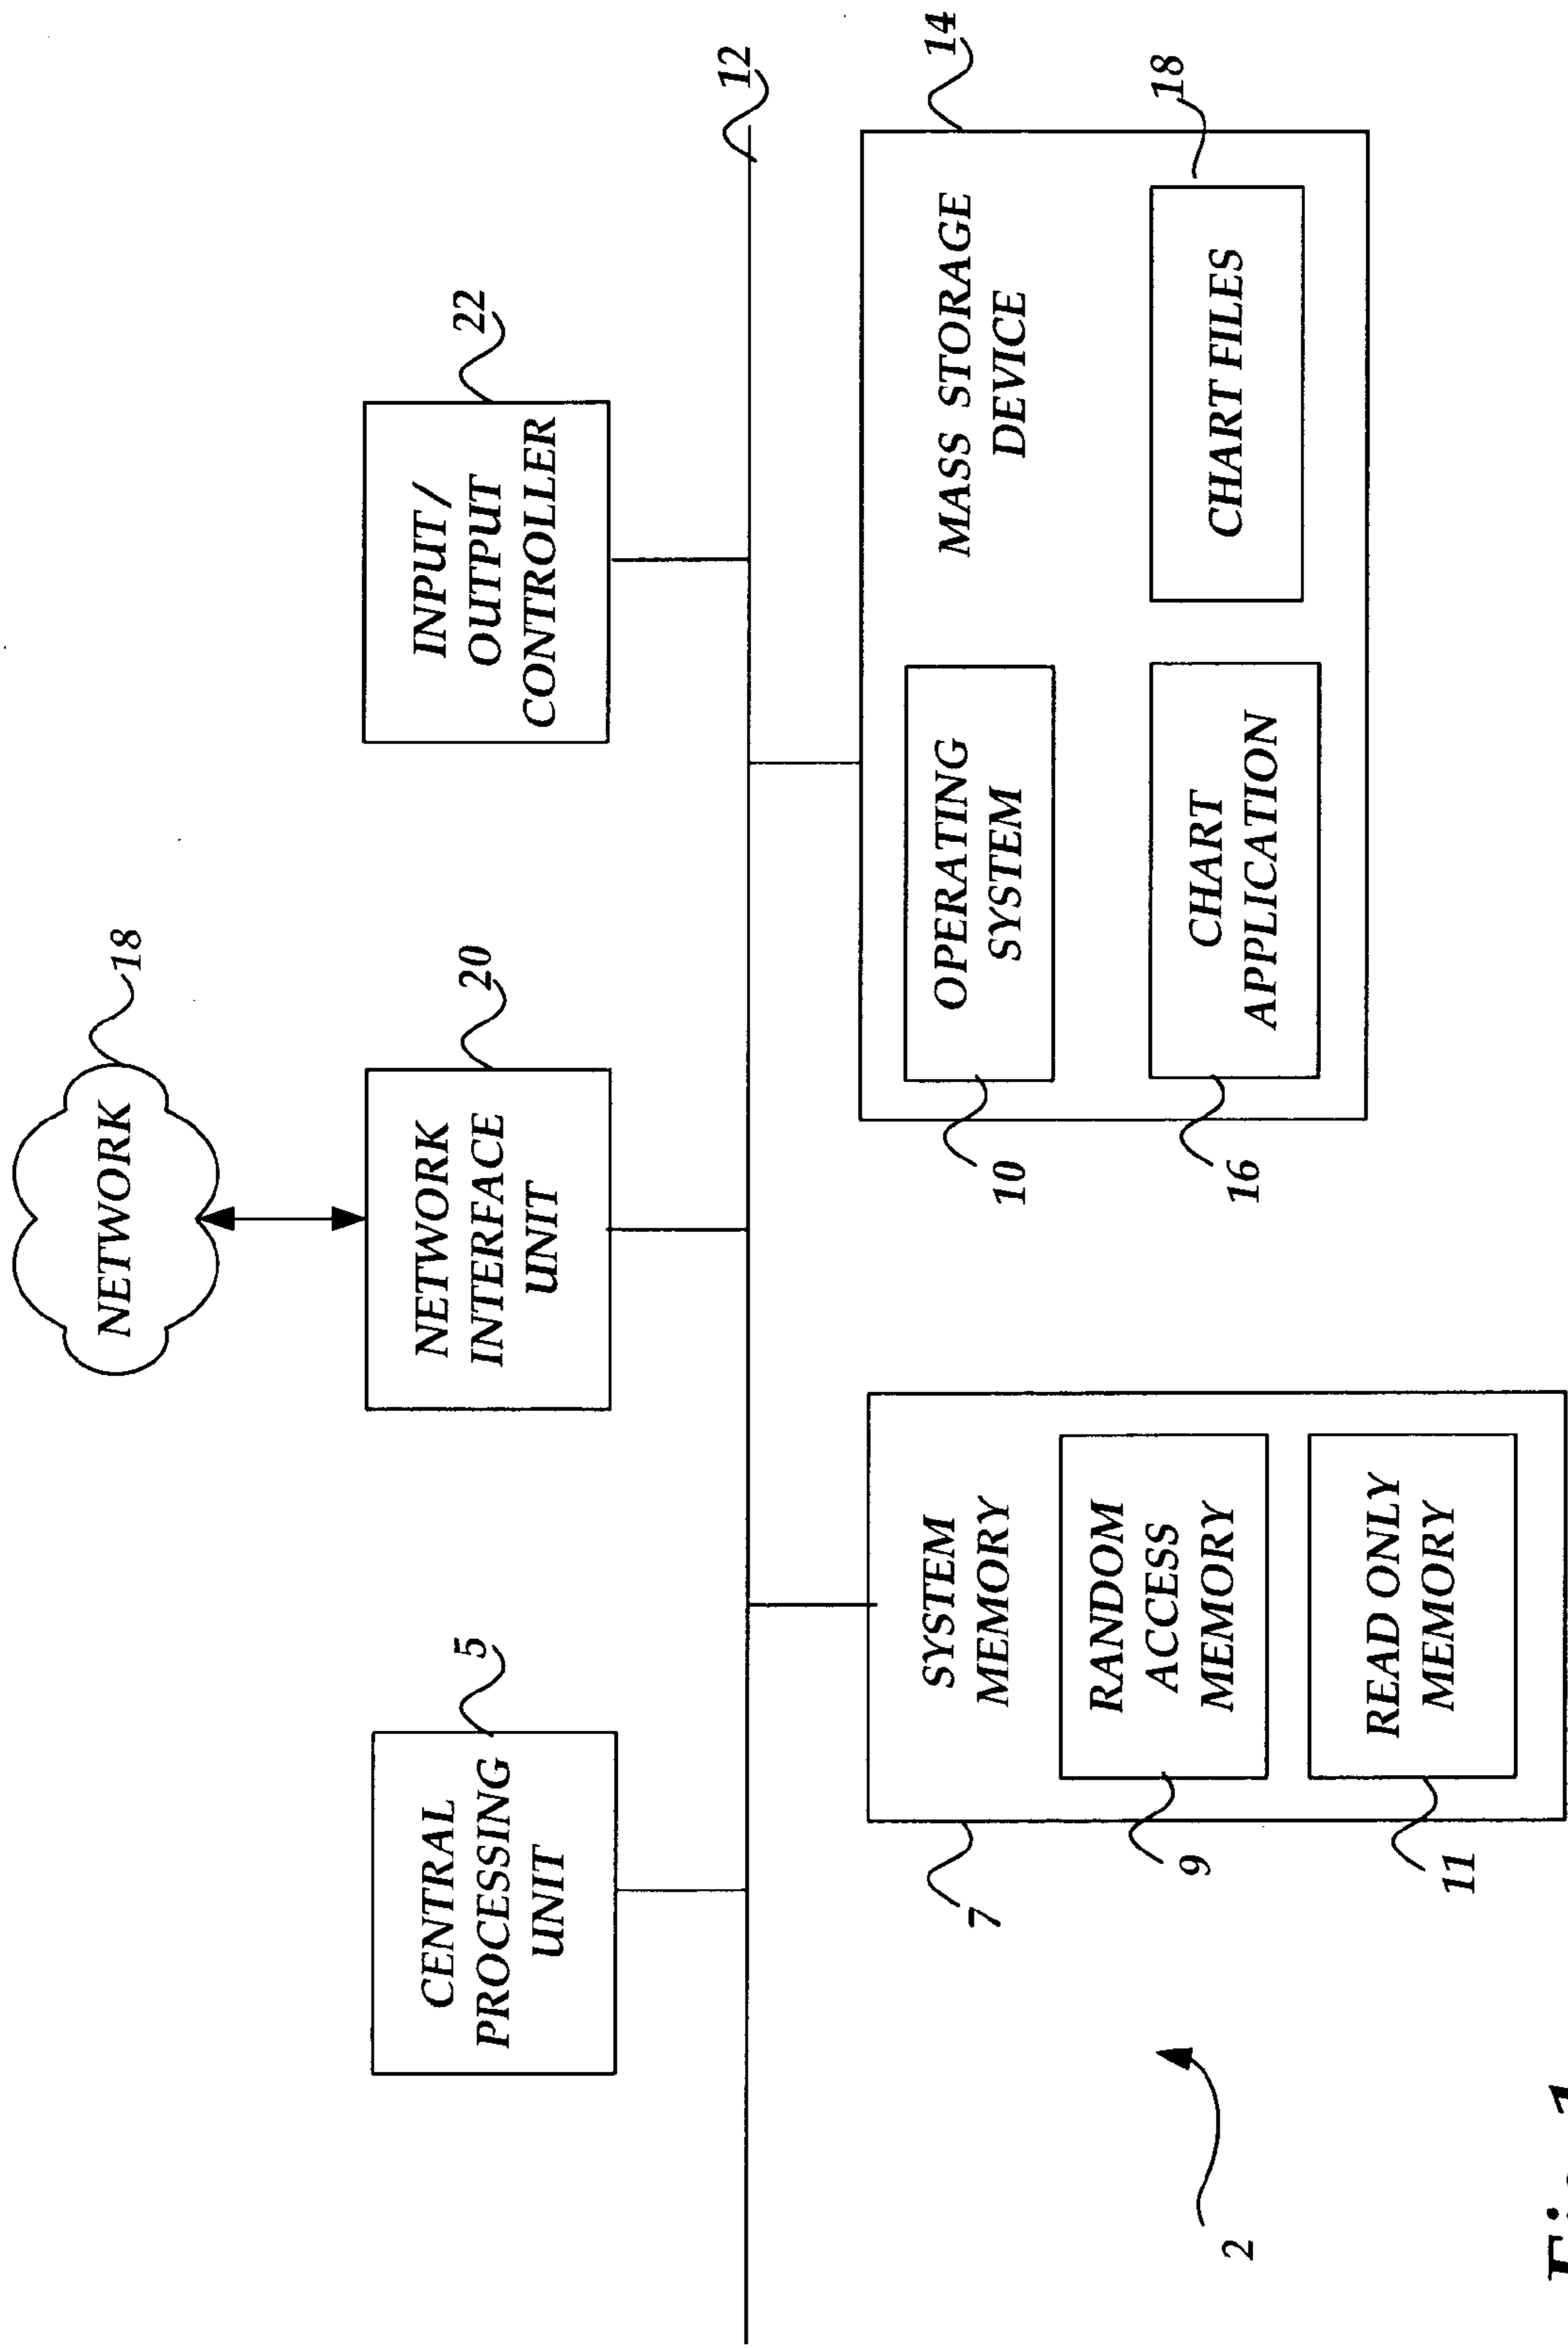 NETWORK
18
CENTRAL
PROCESSING
UNIT
5
NETWORK
INTERFACE
UNIT
20
INPUT/
OUTPUT
CONTROLLER
22
12
7
SYSTEM
MEMORY
RANDOM
ACCESS
MEMORY
9
READ ONLY
MEMORY
11
14
MASS STORAGE
DEVICE
OPERATING
SYSTEM
10
CHART
APPLICATION
16
CHART FILES
18
2